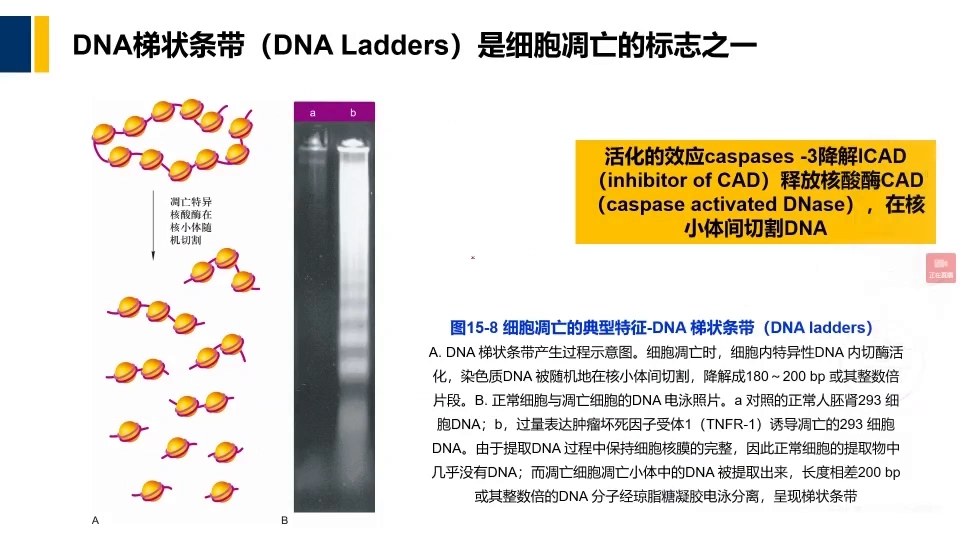 DNA梯状条带（DNA Ladders）是细胞凋亡的标志之一
a b
凋亡特异
核酸酶在
核小体随
机切割
A B
活化的效应caspases -3降解ICAD
（inhibitor of CAD）释放核酸酶CAD
（caspase activated DNase），在核
小体间切割DNA
正在直播
图15-8 细胞凋亡的典型特征-DNA 梯状条带（DNA ladders）
A. DNA 梯状条带产生过程示意图。细胞凋亡时，细胞内特异性DNA 内切酶活
化，染色质DNA 被随机地在核小体间切割，降解成180～200 bp 或其整数倍
片段。B. 正常细胞与凋亡细胞的DNA 电泳照片。a 对照的正常人胚肾293 细
胞DNA；b，过量表达肿瘤坏死因子受体1（TNFR-1）诱导凋亡的293 细胞
DNA。由于提取DNA 过程中保持细胞核膜的完整，因此正常细胞的提取物中
几乎没有DNA；而凋亡细胞凋亡小体中的DNA 被提取出来，长度相差200 bp
或其整数倍的DNA 分子经琼脂糖凝胶电泳分离，呈现梯状条带